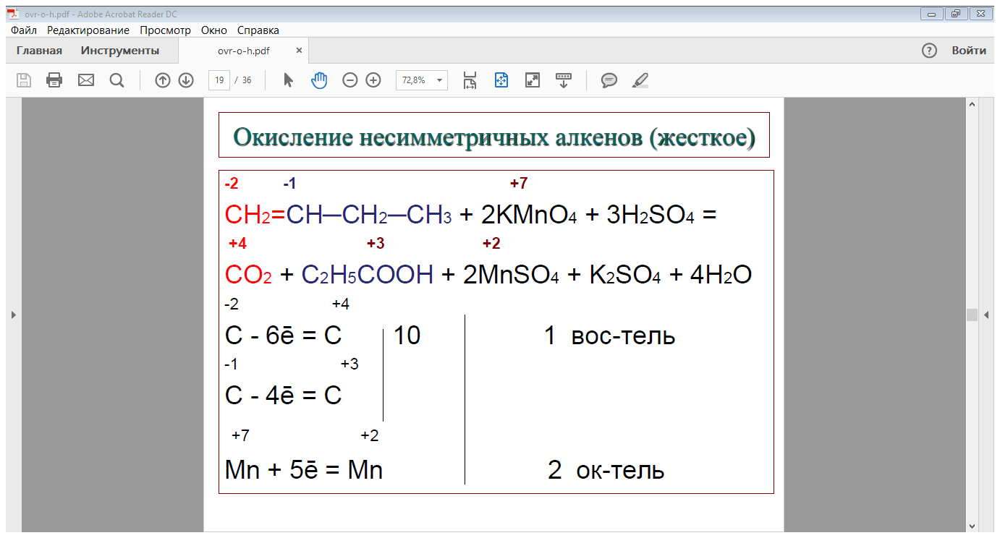 ovr-o-h.pdf - Adobe Acrobat Reader DC
Файл Редактирование Просмотр Окно Справка
Главная Инструменты ovr-o-h.pdf × ? Войти
19 / 36 72,8%
Окисление несимметричных алкенов (жесткое)
-2 -1 +7
CH2=CH—CH2—CH3 + 2KMnO4 + 3H2SO4 =
+4 +3 +2
CO2 + C2H5COOH + 2MnSO4 + K2SO4 + 4H2O
-2 +4
C - 6ē = C 10 1 вос-тель
-1 +3
C - 4ē = C
+7 +2
Mn + 5ē = Mn 2 ок-тель